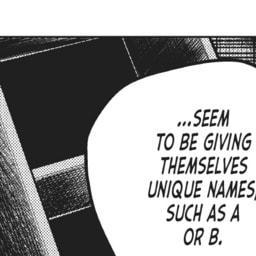 ...SEEM
TO BE GIVING
THEMSELVES
UNIQUE NAMES,
SUCH AS A
OR B.